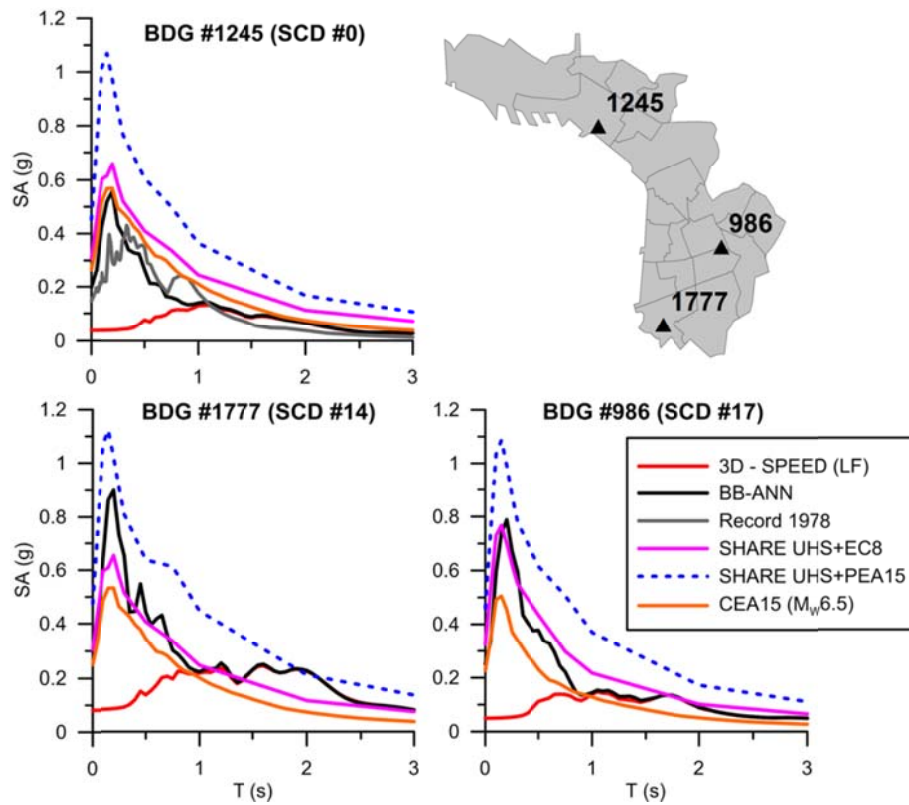 BDG #1245 (SCD #0)
1.2
1
0.8
0.6
0.4
0.2
0
SA (g)
0 1 2 3
1245
986
1777
BDG #1777 (SCD #14)
1.2
1
0.8
0.6
0.4
0.2
0
SA (g)
0 1 2 3
T (s)
BDG #986 (SCD #17)
1.2
1
0.8
0.6
0.4
0.2
0
0 1 2 3
T (s)
3D - SPEED (LF)
BB-ANN
Record 1978
SHARE UHS+EC8
SHARE UHS+PEA15
CEA15 (MW6.5)